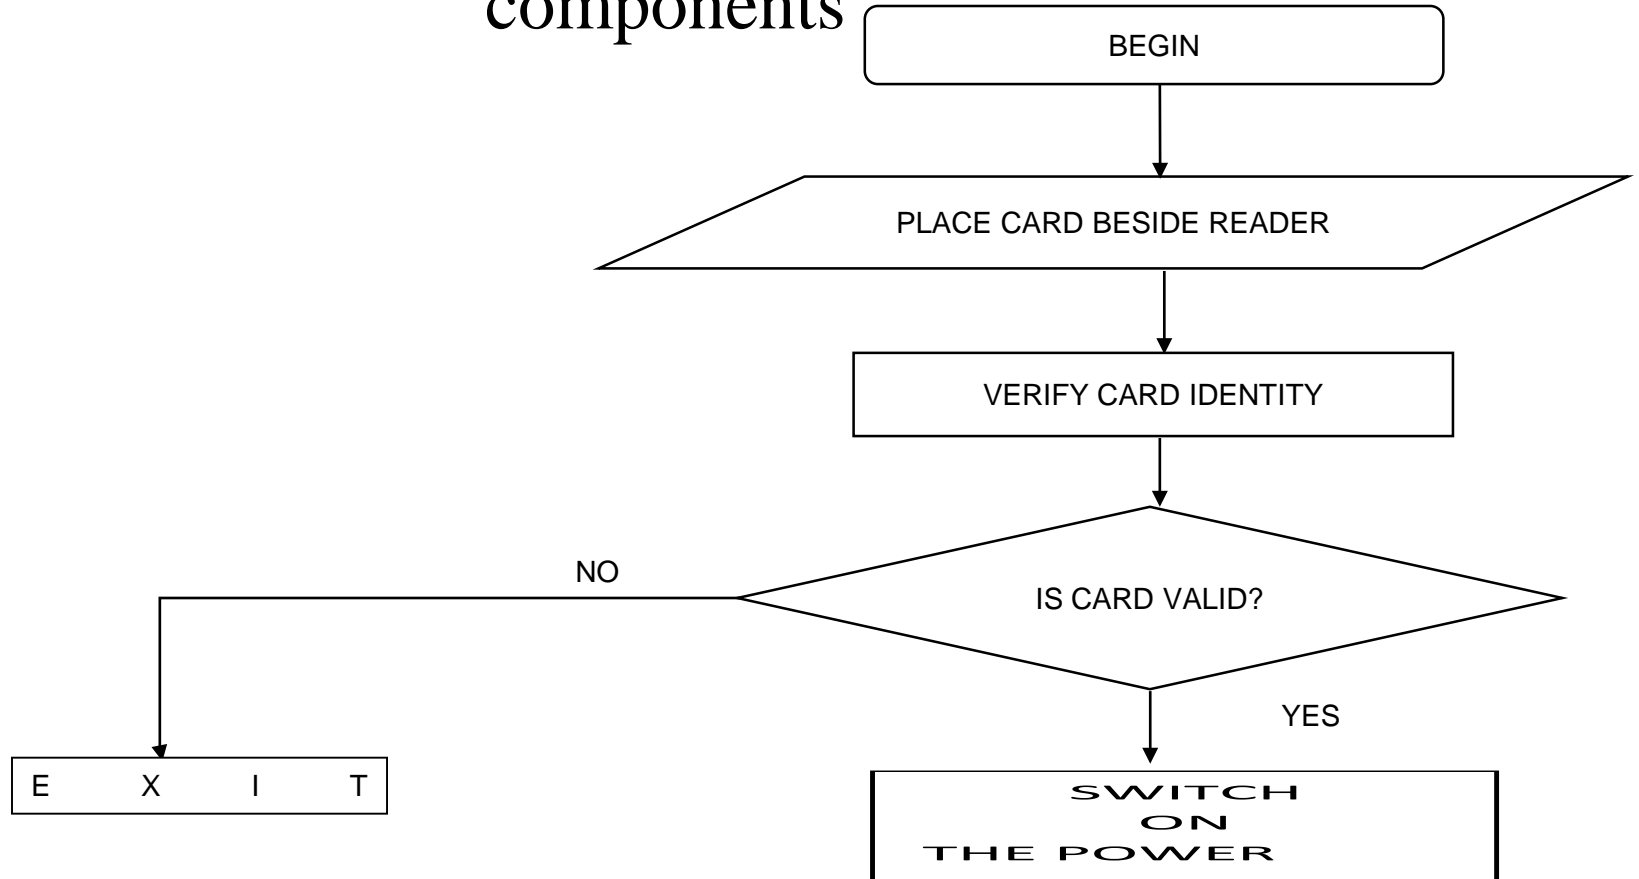 components
BEGIN
PLACE CARD BESIDE READER
VERIFY CARD IDENTITY
IS CARD VALID?
NO
YES
E X I T
SWITCH
ON
THE POWER